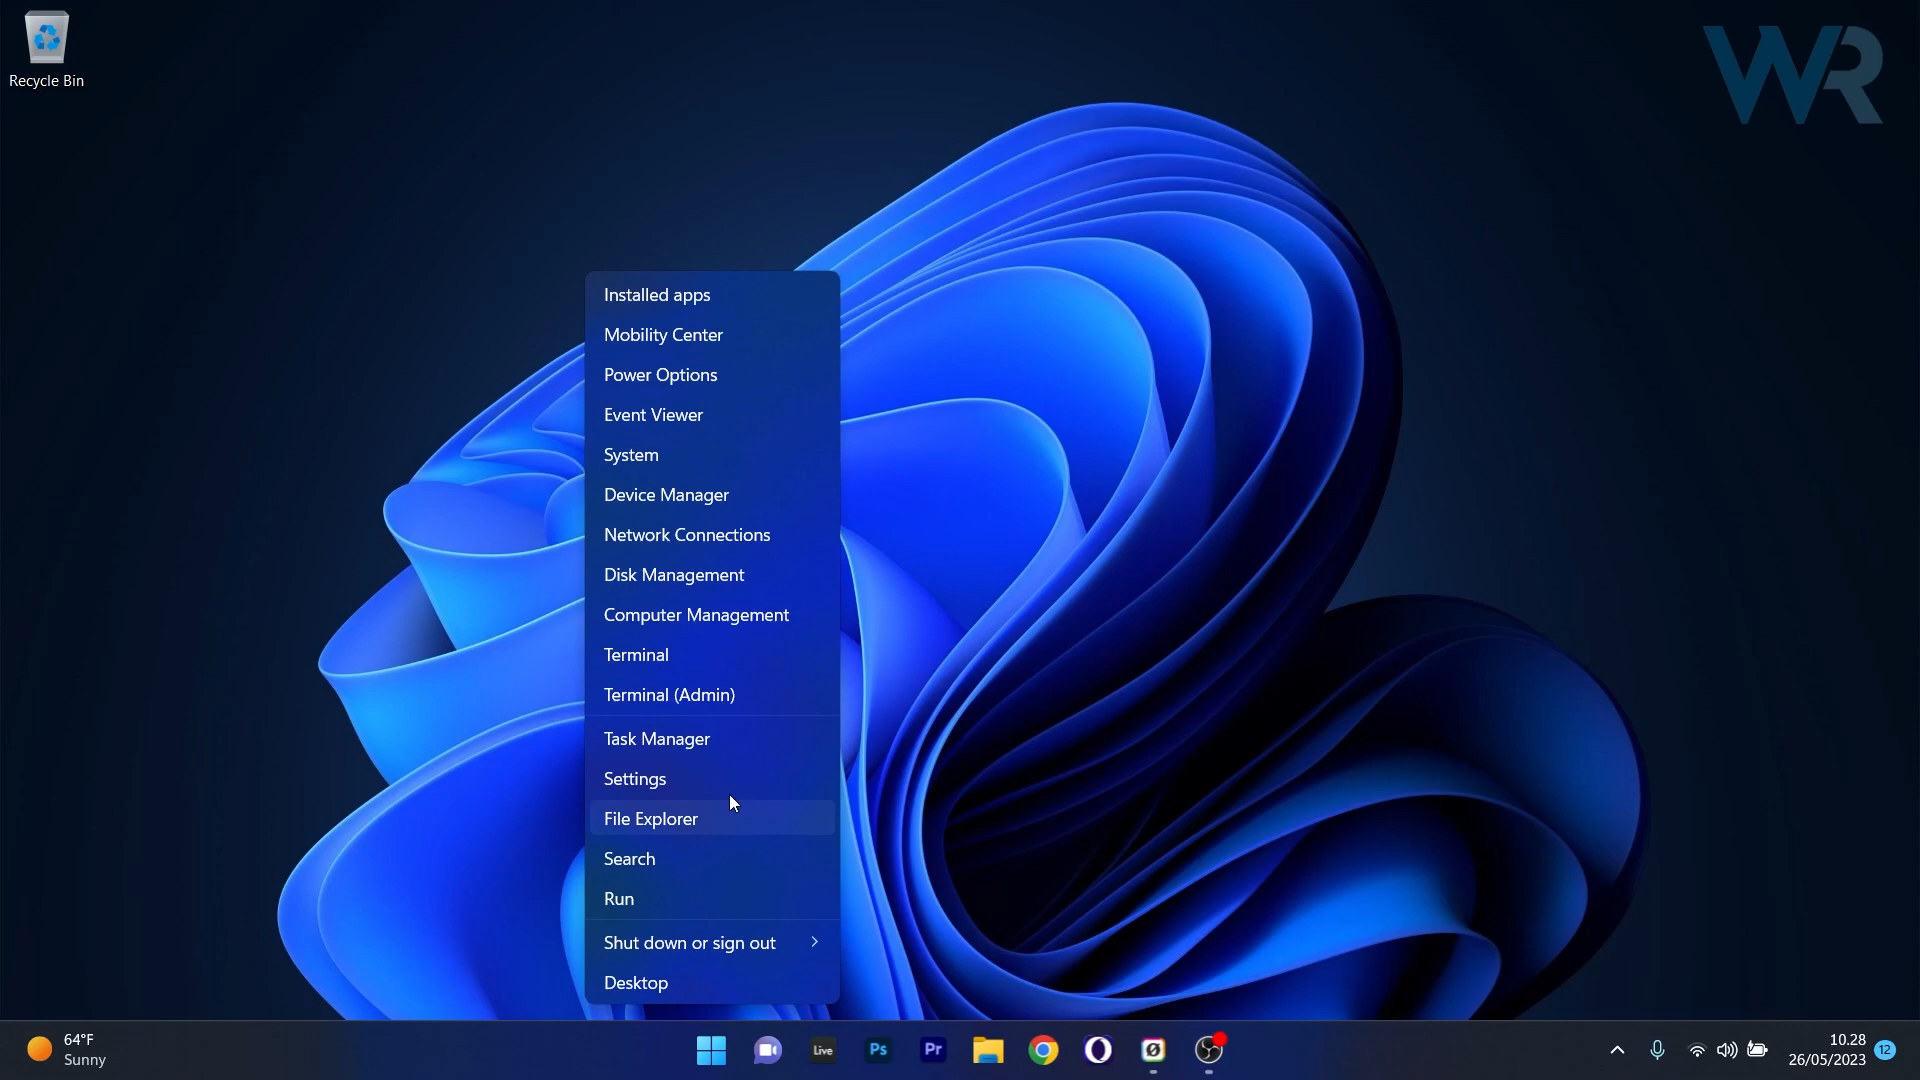 Recycle Bin
WR
Installed apps
Mobility Center
Power Options
Event Viewer
System
Device Manager
Network Connections
Disk Management
Computer Management
Terminal
Terminal (Admin)
Task Manager
Settings
File Explorer
Search
Run
Shut down or sign out
Desktop
64°F
Sunny
Live
Ps
Pr
10.28
26/05/2023
12